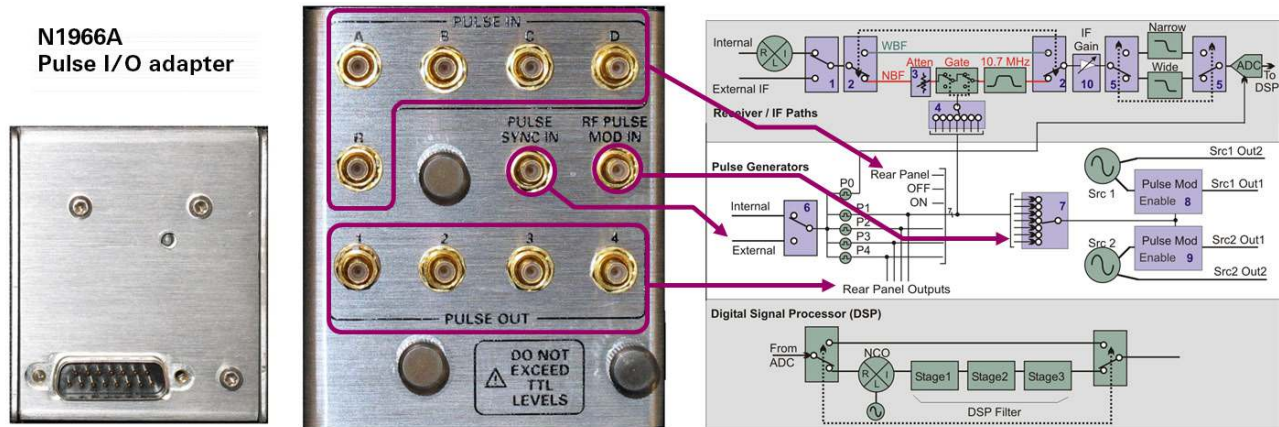 N1966A
Pulse I/O adapter
PULSE IN
A B C D
R
PULSE SYNC IN
RF PULSE MOD IN
1 2 3 4
PULSE OUT
DO NOT
EXCEED
TTL
LEVELS
Internal
External IF
R I
L
1
2
WBF
NBF
Atten
3
Gate
10.7 MHz
4
2
IF
Gain
10
5
Narrow
Wide
5
ADC
To
DSP
Receiver / IF Paths
Pulse Generators
Internal
External
6
P0
P1
P2
P3
P4
Rear Panel
OFF
ON
7
Rear Panel Outputs
7
Src 1
Src1 Out2
Src1 Out1
Pulse Mod
Enable 8
Src 2
Pulse Mod
Enable 9
Src2 Out1
Src2 Out2
Digital Signal Processor (DSP)
From
ADC
NCO
R I
L
Stage1
Stage2
Stage3
DSP Filter